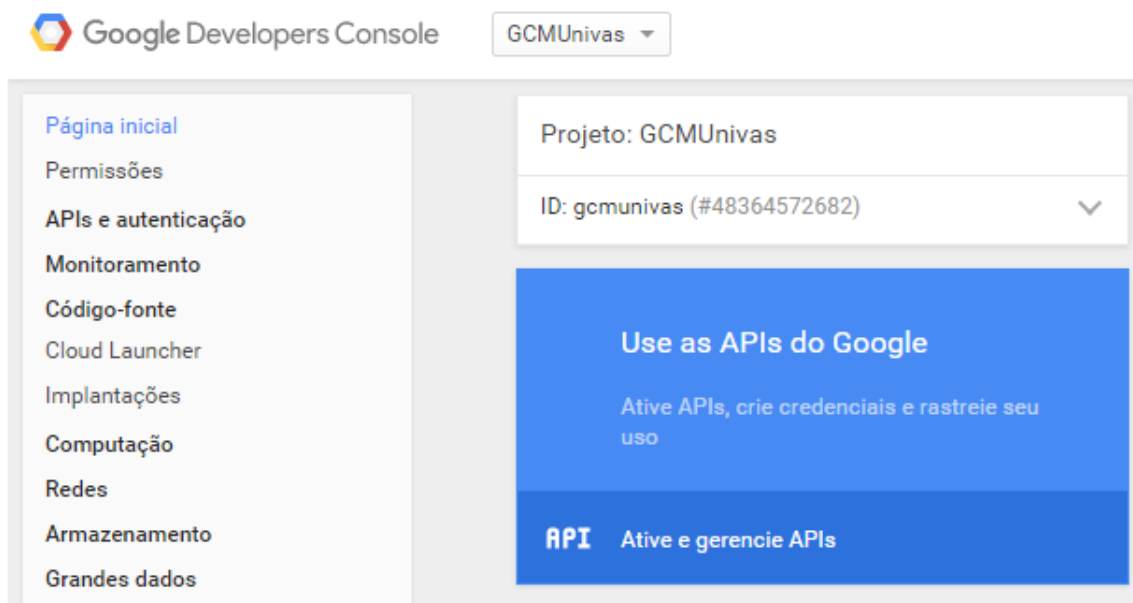 Google Developers Console
GCMUnivas
Página inicial
Permissões
APIs e autenticação
Monitoramento
Código-fonte
Cloud Launcher
Implantações
Computação
Redes
Armazenamento
Grandes dados
Projeto: GCMUnivas
ID: gcmunivas (#48364572682)
Use as APIs do Google
Ative APIs, crie credenciais e rastreie seu
uso
API Ative e gerencie APIs